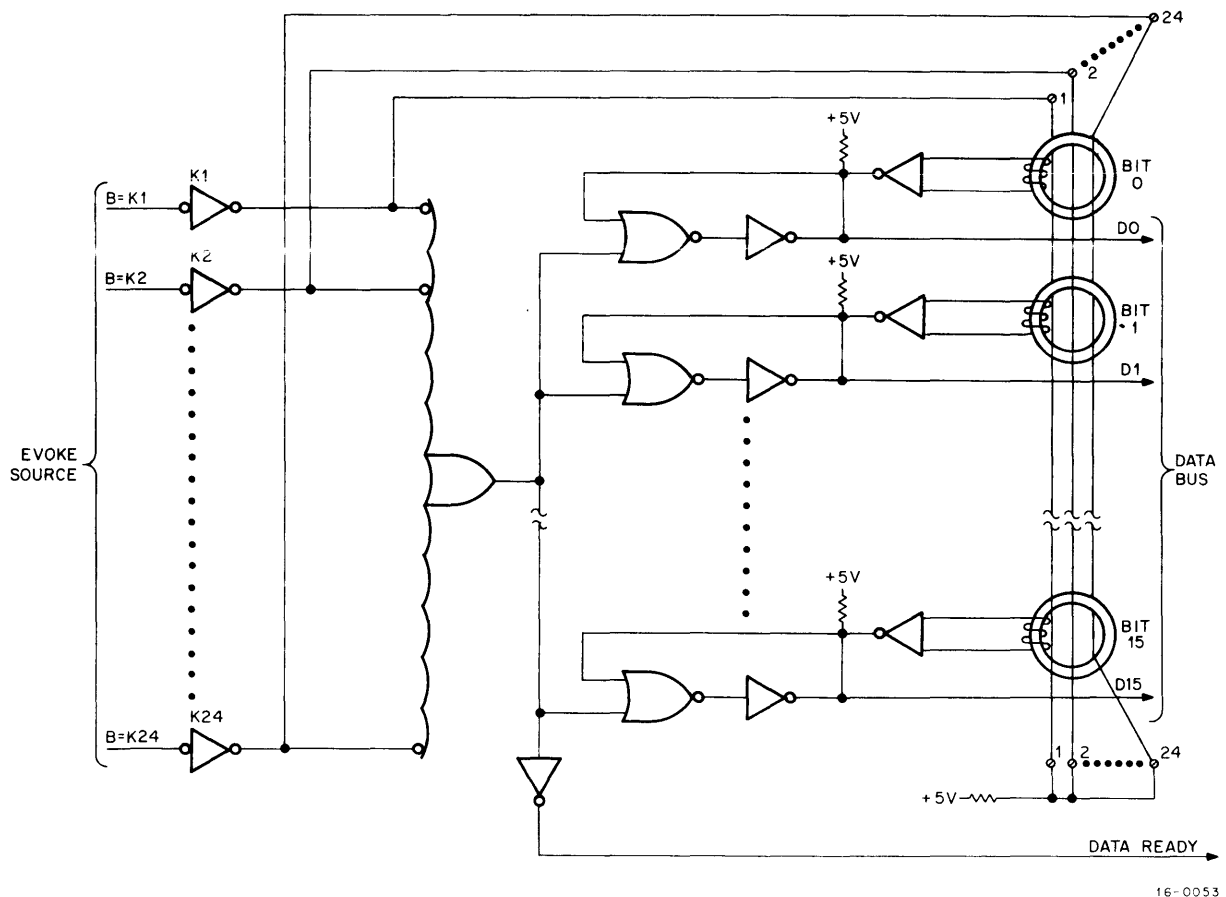 24
2
1
+5V
BIT
0
K1
B=K1
D0
K2
B=K2
+5V
BIT
1
D1
EVOKE
SOURCE
DATA
BUS
+5V
BIT
15
D15
K24
B=K24
1
2
24
+5V
DATA READY
16-0053